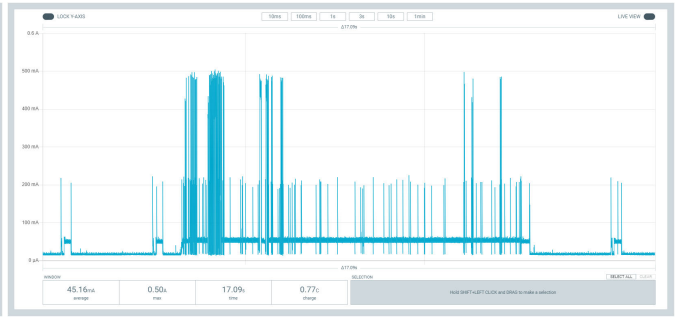 LOCK Y-AXIS 10ms 100ms 1s 3s 10s 1min LIVE VIEW
Δ17.09s
0.6 A
500 mA
400 mA
300 mA
200 mA
100 mA
0 µA
Δ17.09s
WINDOW SELECTION SELECT ALL CLEAR
45.16mA 0.50A 17.09s 0.77C
average max time charge
Hold SHIFT+LEFT CLICK and DRAG to make a selection